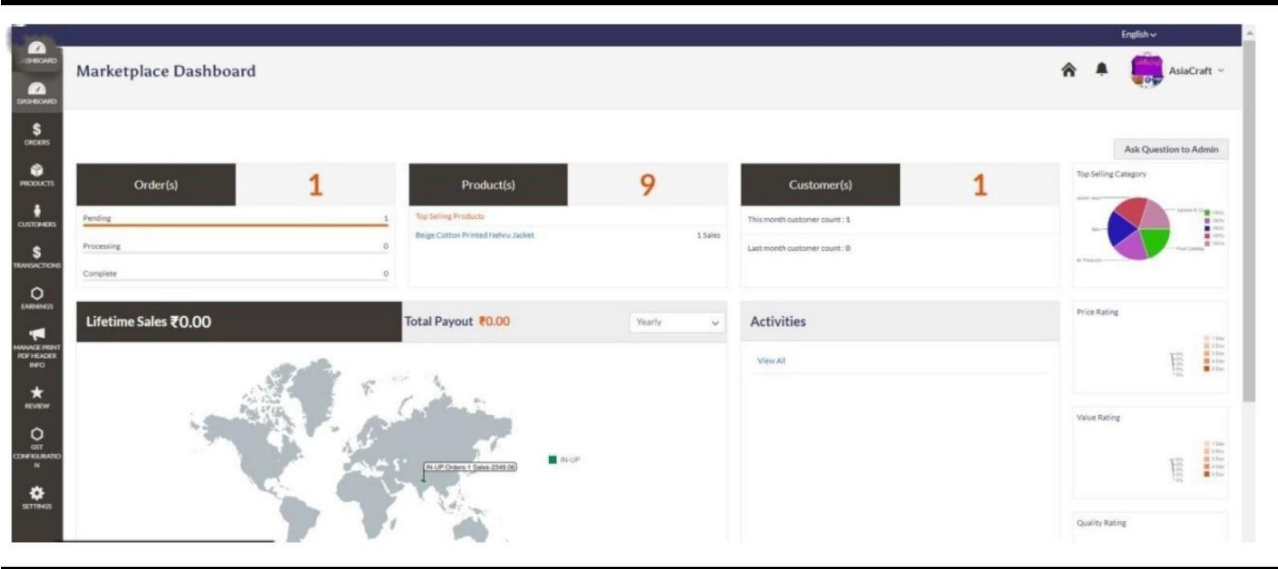 English
DASHBOARD
Marketplace Dashboard
AsiaCraft
DASHBOARD
$
ORDERS
Ask Question to Admin
PRODUCTS
Order(s)
1
Product(s)
9
Customer(s)
1
Top Selling Category
CUSTOMERS
Pending
1
Top Selling Products
This month customer count : 1
Processing
0
Beige Cotton Printed Nehru Jacket
1 Sales
Last month customer count : 0
$
TRANSACTIONS
Complete
0
EARNINGS
Lifetime Sales ₹0.00
Total Payout ₹0.00
Yearly
Activities
Price Rating
MANAGE PRINT
PDF HEADER
INFO
View All
REVIEW
Value Rating
GST
CONFIGURATIO
N
IN-UP Orders-1 Sales-2348.06
IN-UP
SETTINGS
Quality Rating